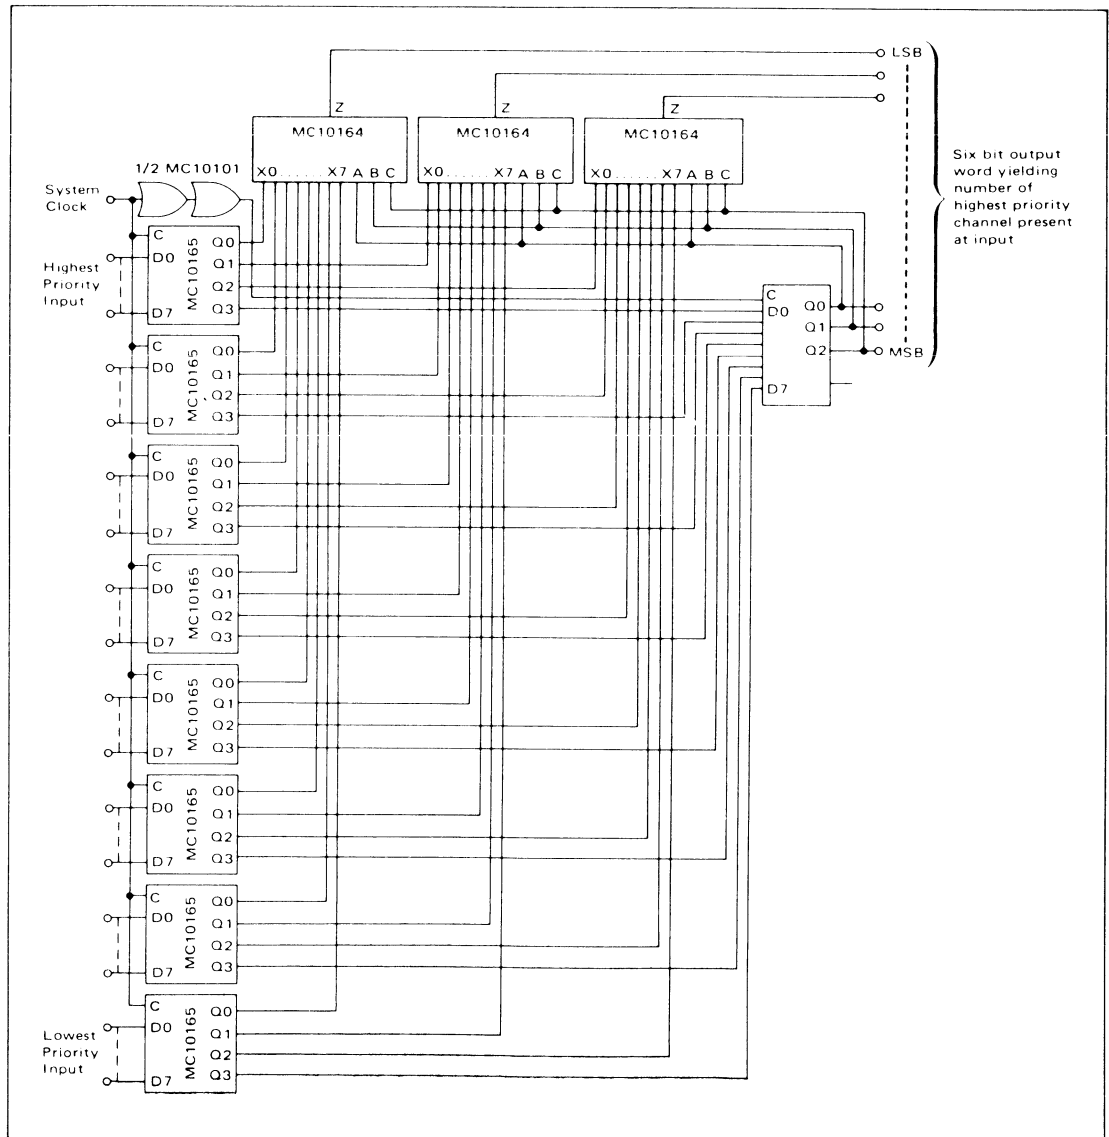 LSB
Z
Z
Z
MC10164
MC10164
MC10164
Six bit output
word yielding
number of
highest priority
channel present
at input
1/2 MC10101
X0......X7 A B C
X0......X7 A B C
X0......X7 A B C
System
Clock
C
D0
D7
MC10165
Q0
Q1
Q2
Q3
Highest
Priority
Input
C
D0
D7
Q0
Q1
Q2
MSB
C
D0
D7
MC10165
Q0
Q1
Q2
Q3
C
D0
D7
MC10165
Q0
Q1
Q2
Q3
C
D0
D7
MC10165
Q0
Q1
Q2
Q3
C
D0
D7
MC10165
Q0
Q1
Q2
Q3
C
D0
D7
MC10165
Q0
Q1
Q2
Q3
C
D0
D7
MC10165
Q0
Q1
Q2
Q3
C
D0
D7
MC10165
Q0
Q1
Q2
Q3
Lowest
Priority
Input